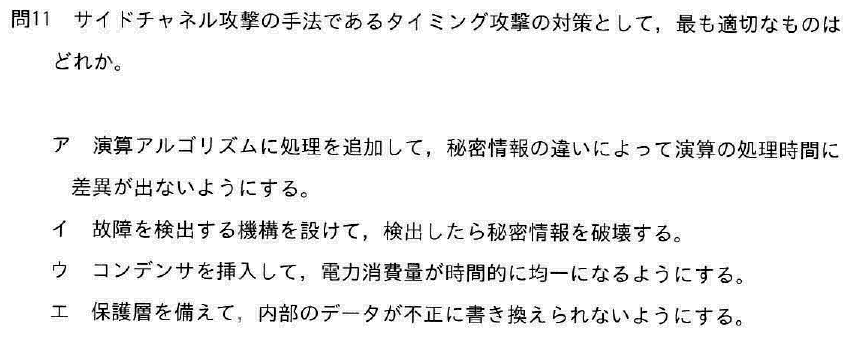 問11 サイドチャネル攻撃の手法であるタイミング攻撃の対策として，最も適切なものは
どれか。
ア 演算アルゴリズムに処理を追加して，秘密情報の違いによって演算の処理時間に
差異が出ないようにする。
イ 故障を検出する機構を設けて，検出したら秘密情報を破壊する。
ウ コンデンサを挿入して，電力消費量が時間的に均一になるようにする。
エ 保護層を備えて，内部のデータが不正に書き換えられないようにする。